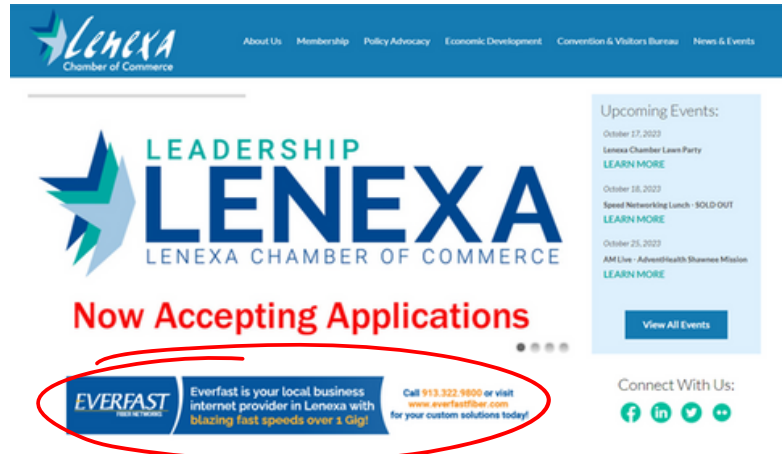 Lenexa
Chamber of Commerce
About Us Membership Policy Advocacy Economic Development Convention & Visitors Bureau News & Events
LEADERSHIP
LENEXA
LENEXA CHAMBER OF COMMERCE
Now Accepting Applications
Upcoming Events:
October 17, 2023
Lenexa Chamber Lawn Party
LEARN MORE
October 18, 2023
Speed Networking Lunch - SOLD OUT
LEARN MORE
October 25, 2023
AM Live - AdventHealth Shawnee Mission
LEARN MORE
View All Events
EVERFAST
FIBER NETWORKS
Everfast is your local business
internet provider in Lenexa with
blazing fast speeds over 1 Gig!
Call 913.322.9800 or visit
www.everfastfiber.com
for your custom solutions today!
Connect With Us: